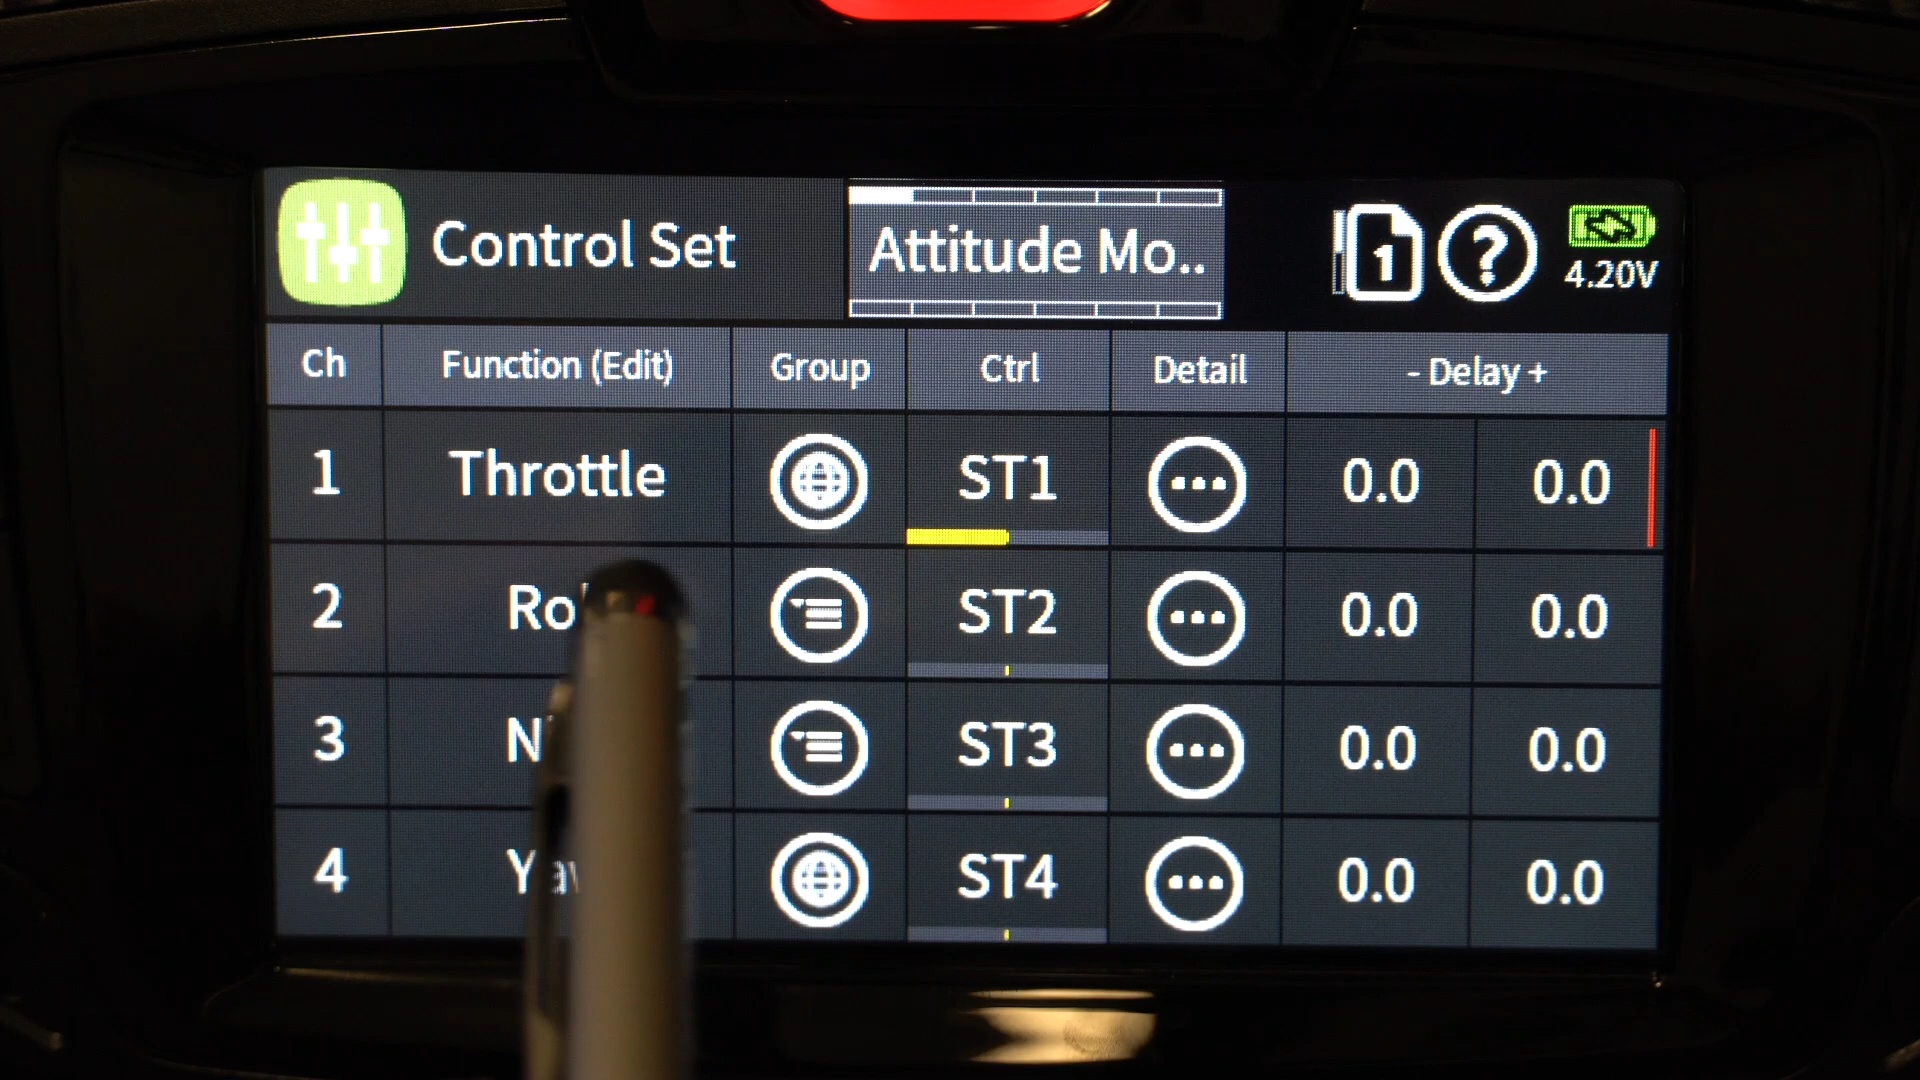 Control Set
Attitude Mo..
1
?
4.20V
Ch Function (Edit) Group Ctrl Detail - Delay +
1 Throttle ST1 0.0 0.0
2 ST2 0.0 0.0
3 ST3 0.0 0.0
4 ST4 0.0 0.0